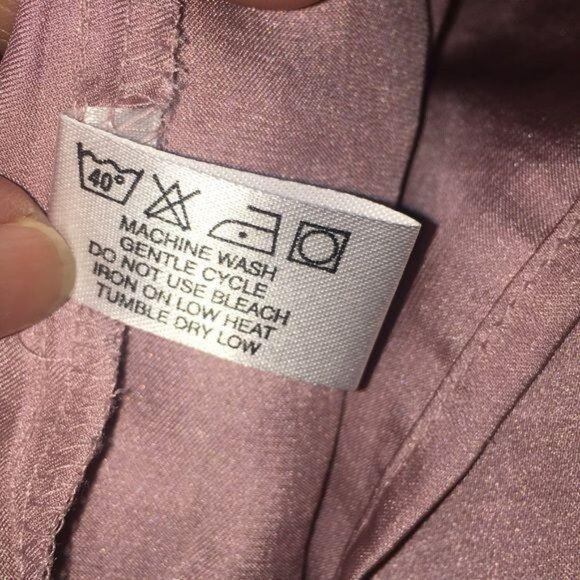 40°
MACHINE WASH
GENTLE CYCLE
DO NOT USE BLEACH
IRON ON LOW HEAT
TUMBLE DRY LOW